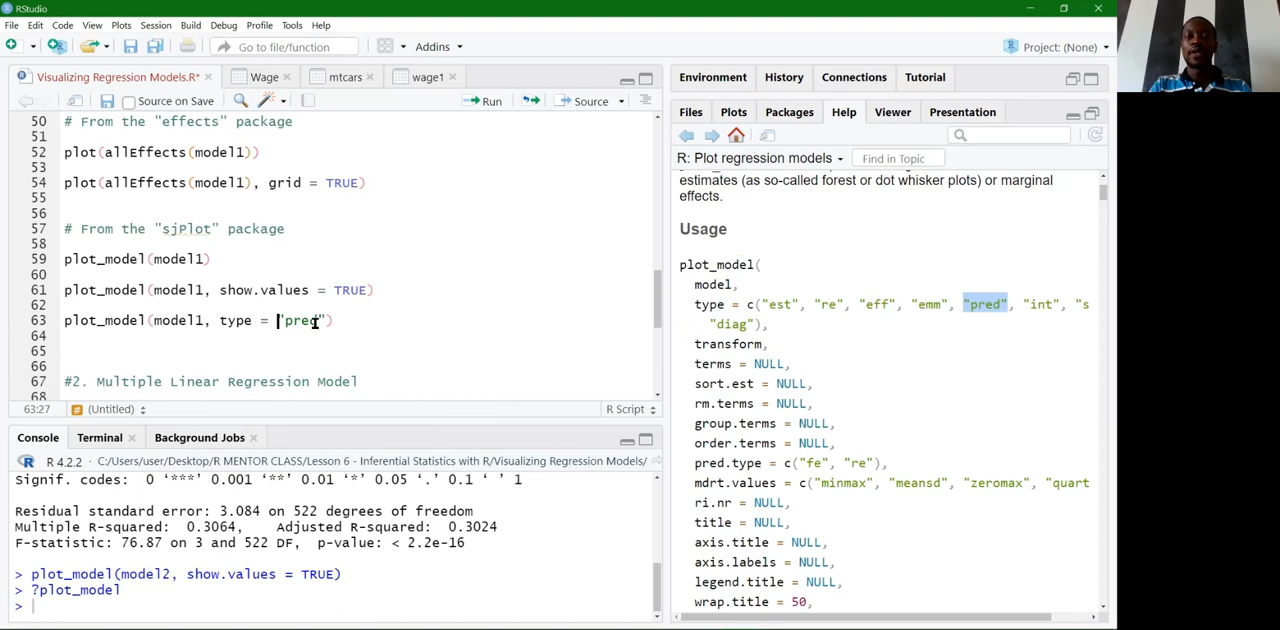 RStudio
File Edit Code View Plots Session Build Debug Profile Tools Help
Go to file/function
Addins
Project: (None)
Visualizing Regression Models.R*
Wage
mtcars
wage1
Source on Save
Run
Source
50 # From the "effects" package
51
52 plot(allEffects(model1))
53
54 plot(allEffects(model1), grid = TRUE)
55
56
57 # From the "sjPlot" package
58
59 plot_model(model1)
60
61 plot_model(model1, show.values = TRUE)
62
63 plot_model(model1, type = "pred")
64
65
66
67 #2. Multiple Linear Regression Model
68
63:27
(Untitled)
R Script
Console Terminal Background Jobs
R 4.2.2 · C:/Users/user/Desktop/R MENTOR CLASS/Lesson 6 - Inferential Statistics with R/Visualizing Regression Models/
Signif. codes: 0 ‘***’ 0.001 ‘**’ 0.01 ‘*’ 0.05 ‘.’ 0.1 ‘ ’ 1
Residual standard error: 3.084 on 522 degrees of freedom
Multiple R-squared: 0.3064, Adjusted R-squared: 0.3024
F-statistic: 76.87 on 3 and 522 DF, p-value: < 2.2e-16
> plot_model(model2, show.values = TRUE)
> ?plot_model
>
Environment History Connections Tutorial
Files Plots Packages Help Viewer Presentation
R: Plot regression models
Find in Topic
estimates (as so-called forest or dot whisker plots) or marginal
effects.
Usage
plot_model(
model,
type = c("est", "re", "eff", "emm", "pred", "int", "s
"diag"),
transform,
terms = NULL,
sort.est = NULL,
rm.terms = NULL,
group.terms = NULL,
order.terms = NULL,
pred.type = c("fe", "re"),
mdrt.values = c("minmax", "meansd", "zeromax", "quart
ri.nr = NULL,
title = NULL,
axis.title = NULL,
axis.labels = NULL,
legend.title = NULL,
wrap.title = 50,